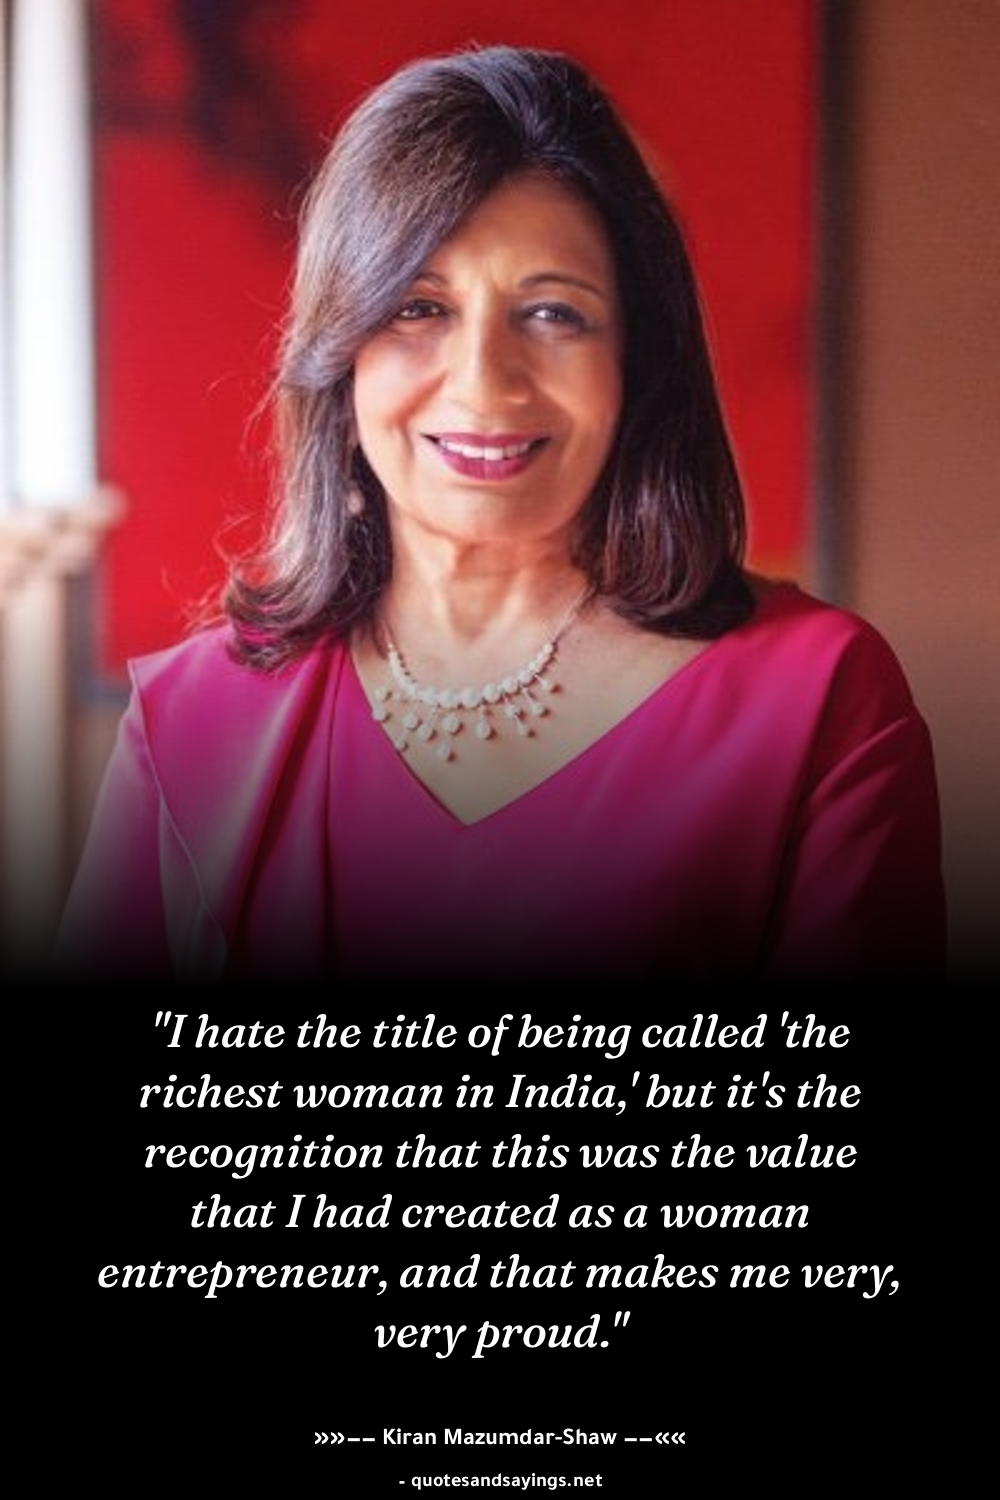 "I hate the title of being called 'the
richest woman in India,' but it's the
recognition that this was the value
that I had created as a woman
entrepreneur, and that makes me very,
very proud."
»»−− Kiran Mazumdar-Shaw −−««
- quotesandsayings.net